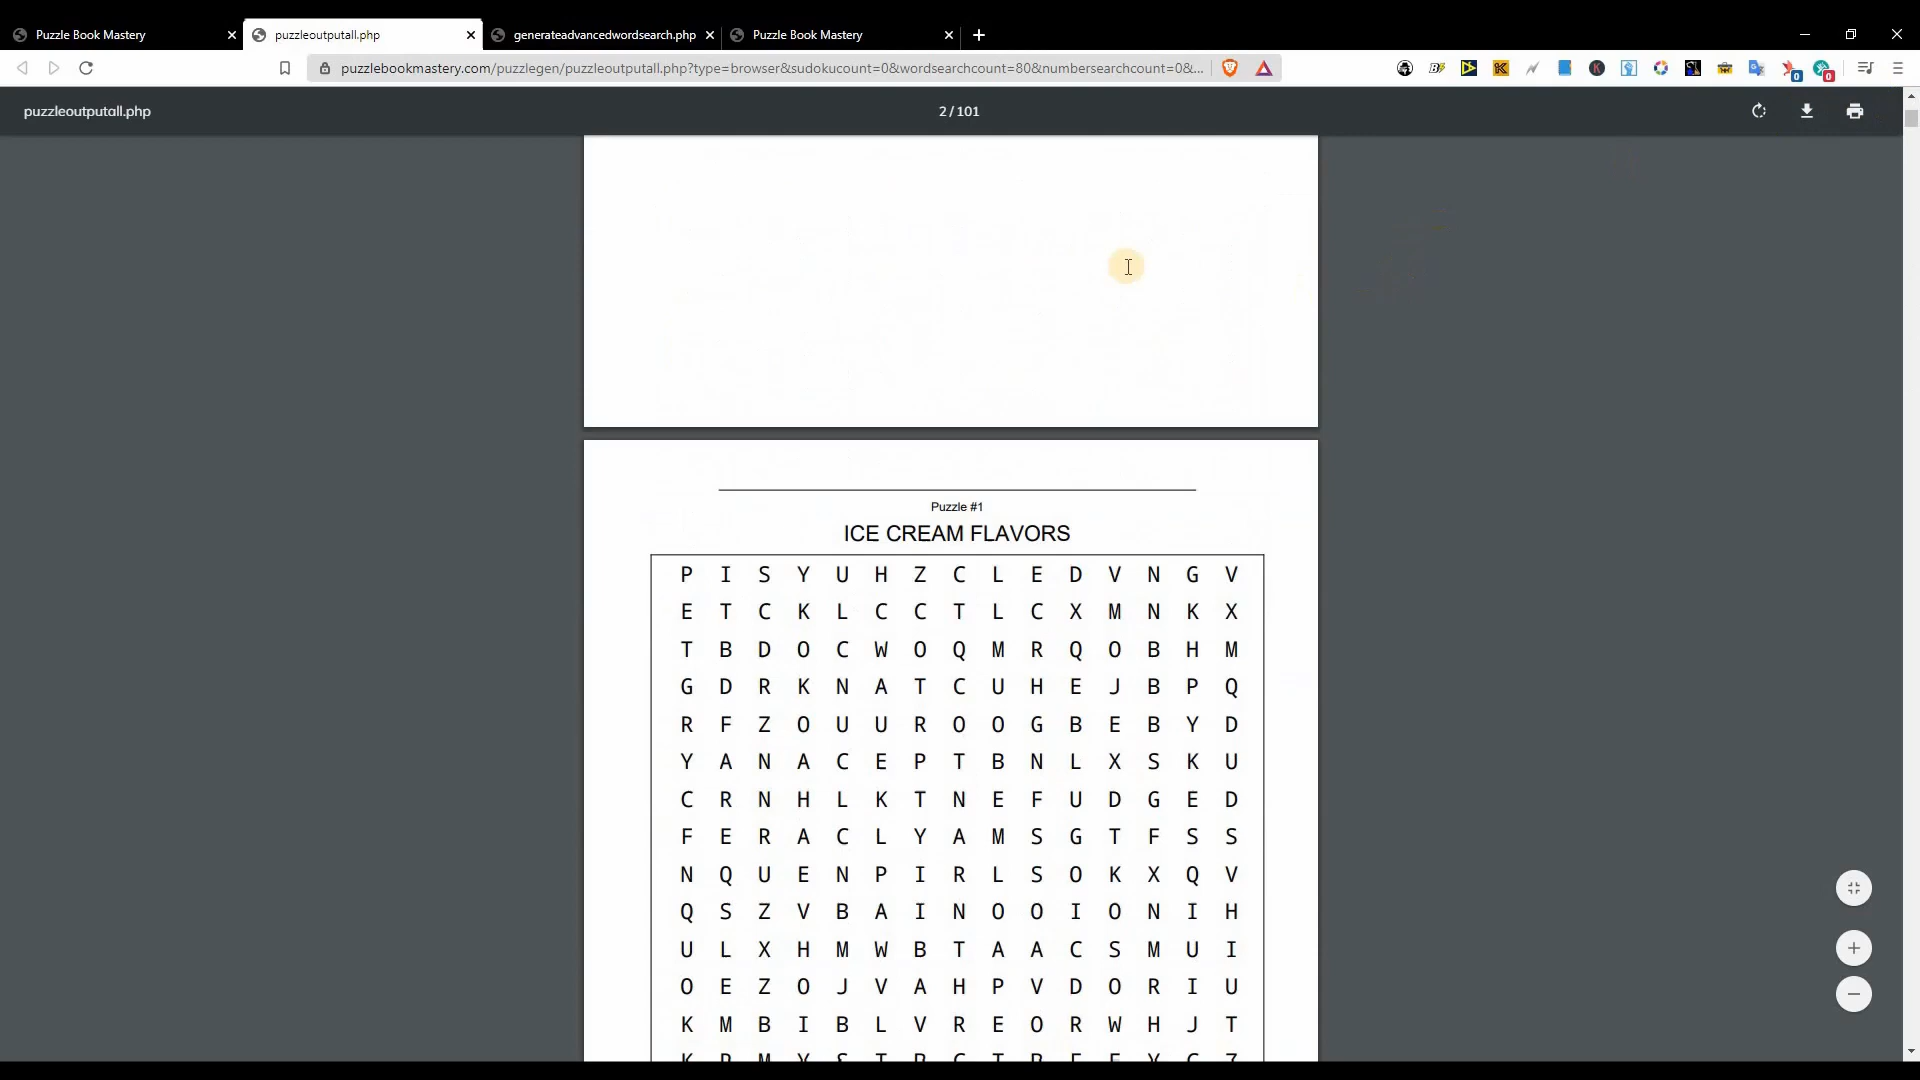 Puzzle Book Mastery
puzzleoutputall.php
generateadvancedwordsearch.php
Puzzle Book Mastery
puzzlebookmastery.com/puzzlegen/puzzleoutputall.php?type=browser&sudokucount=0&wordsearchcount=80&numbersearchcount=0&...
puzzleoutputall.php
2 / 101
Puzzle #1
ICE CREAM FLAVORS
P I S Y U H Z C L E D V N G V
E T C K L C C T L C X M N K X
T B D O C W O Q M R Q O B H M
G D R K N A T C U H E J B P Q
R F Z O U U R O O G B E B Y D
Y A N A C E P T B N L X S K U
C R N H L K T N E F U D G E D
F E R A C L Y A M S G T F S S
N Q U E N P I R L S O K X Q V
Q S Z V B A I N O O I O N I H
U L X H M W B T A A C S M U I
O E Z O J V A H P V D O R I U
K M B I B L V R E O R W H J T